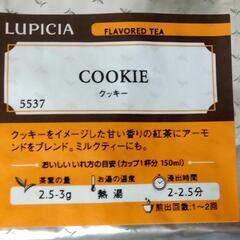 LUPICIA
FLAVORED TEA
COOKIE
クッキー
5537
クッキーをイメージした甘い香りの紅茶にアーモ
ンドをブレンド。ミルクティーにも。
おいしいいれ方の目安(カップ1杯分 150ml)
茶葉の量 お湯の温度 浸出時間
2.5-3g 熱湯 2-2.5分
煎出回数:1〜2回